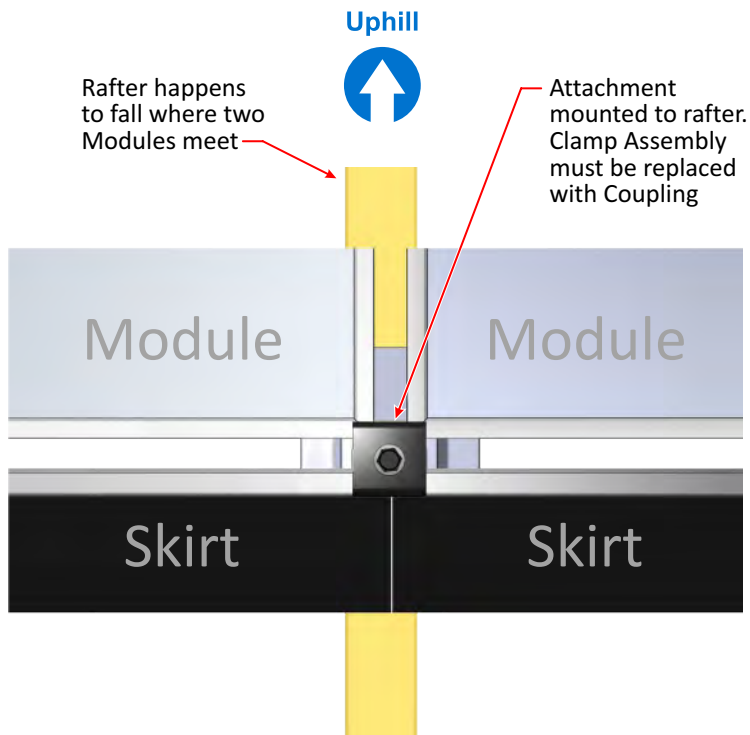 Uphill
Rafter happens
to fall where two
Modules meet
Attachment
mounted to rafter.
Clamp Assembly
must be replaced
with Coupling
Module
Module
Skirt
Skirt